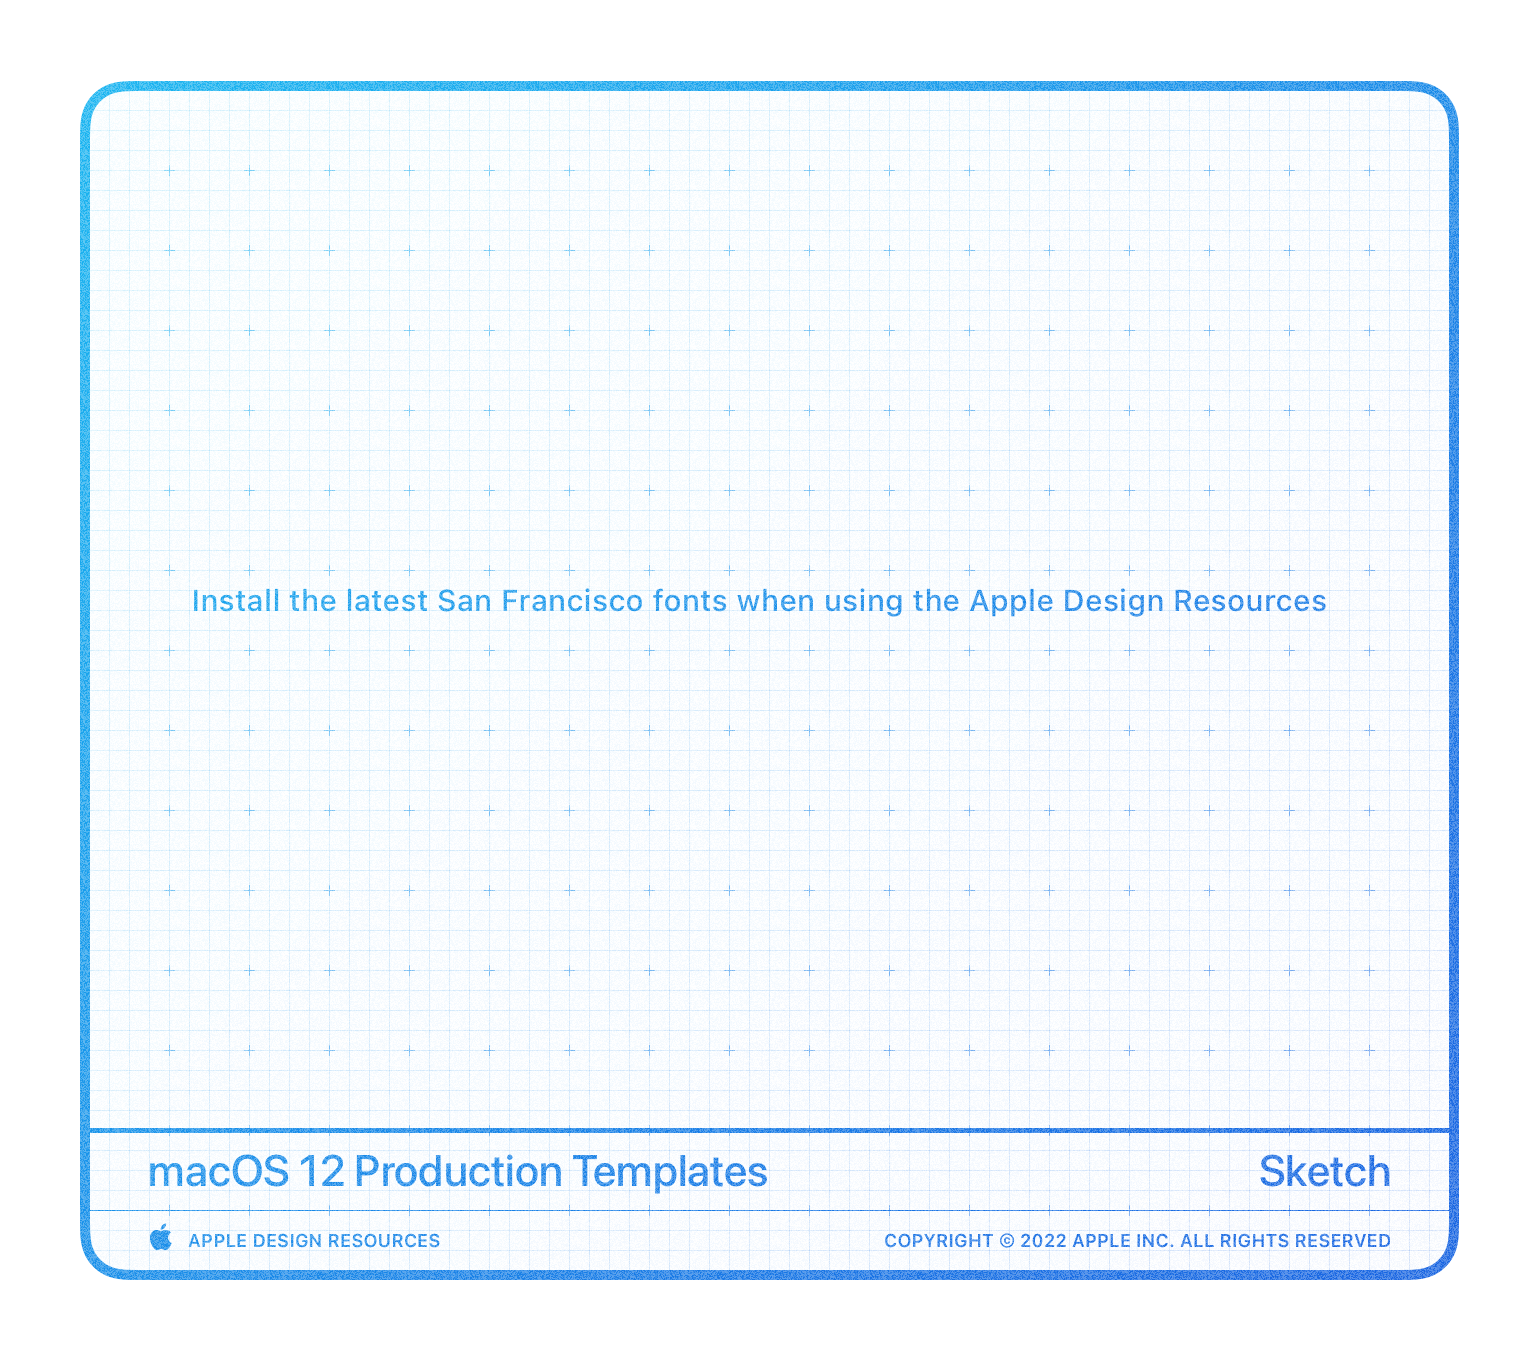 Install the latest San Francisco fonts when using the Apple Design Resources
macOS 12 Production Templates
Sketch
APPLE DESIGN RESOURCES
COPYRIGHT © 2022 APPLE INC. ALL RIGHTS RESERVED